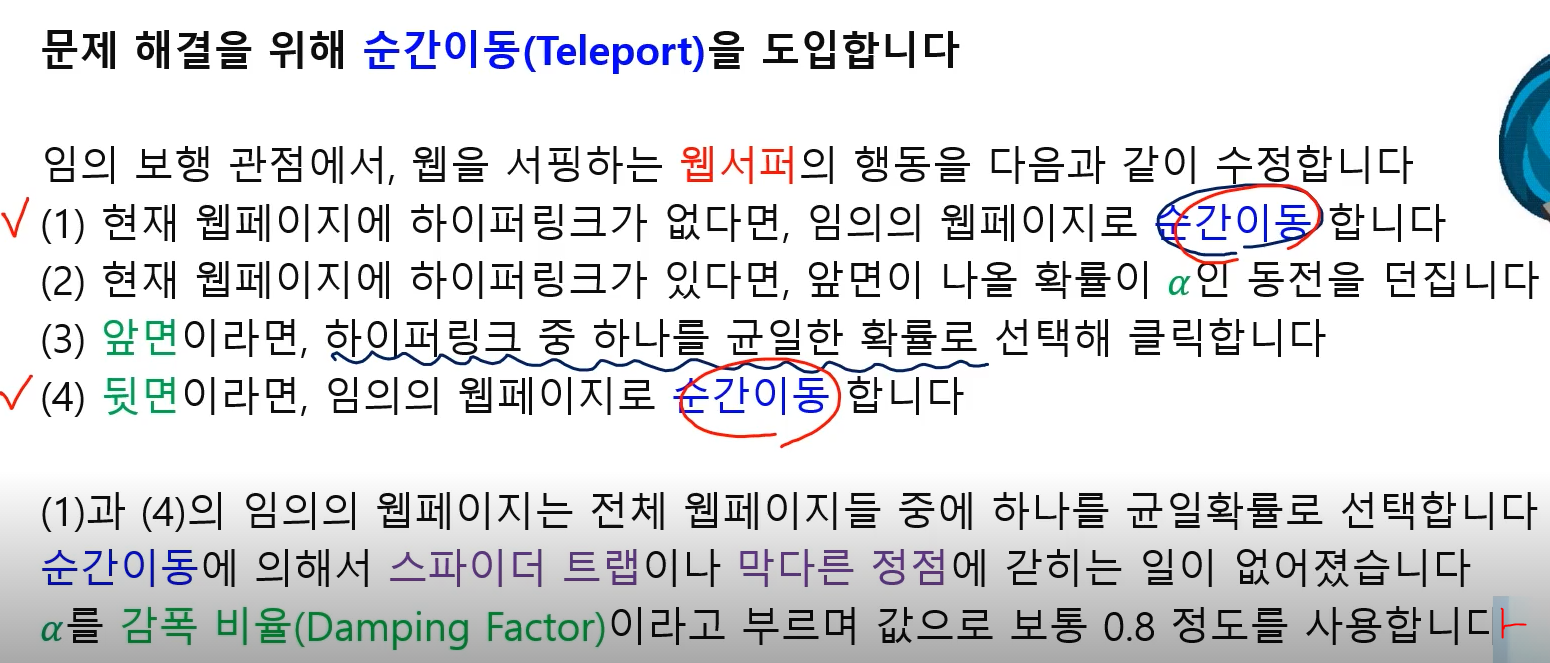 문제 해결을 위해 순간이동(Teleport)을 도입합니다
임의 보행 관점에서, 웹을 서핑하는 웹서퍼의 행동을 다음과 같이 수정합니다
(1) 현재 웹페이지에 하이퍼링크가 없다면, 임의의 웹페이지로 순간이동 합니다
(2) 현재 웹페이지에 하이퍼링크가 있다면, 앞면이 나올 확률이 α인 동전을 던집니다
(3) 앞면이라면, 하이퍼링크 중 하나를 균일한 확률로 선택해 클릭합니다
(4) 뒷면이라면, 임의의 웹페이지로 순간이동 합니다
(1)과 (4)의 임의의 웹페이지는 전체 웹페이지들 중에 하나를 균일확률로 선택합니다
순간이동에 의해서 스파이더 트랩이나 막다른 정점에 갇히는 일이 없어졌습니다
α를 감폭 비율(Damping Factor)이라고 부르며 값으로 보통 0.8 정도를 사용합니다